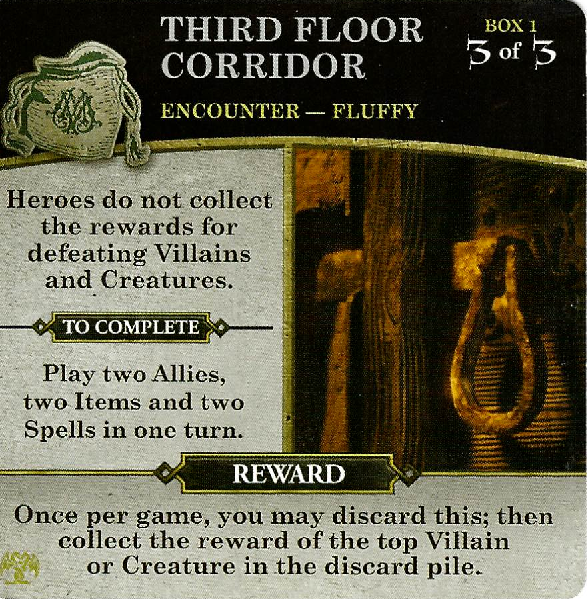 THIRD FLOOR
CORRIDOR
BOX 1
3 of 3
ENCOUNTER — FLUFFY
Heroes do not collect
the rewards for
defeating Villains
and Creatures.
TO COMPLETE
Play two Allies,
two Items and two
Spells in one turn.
REWARD
Once per game, you may discard this; then
collect the reward of the top Villain
or Creature in the discard pile.